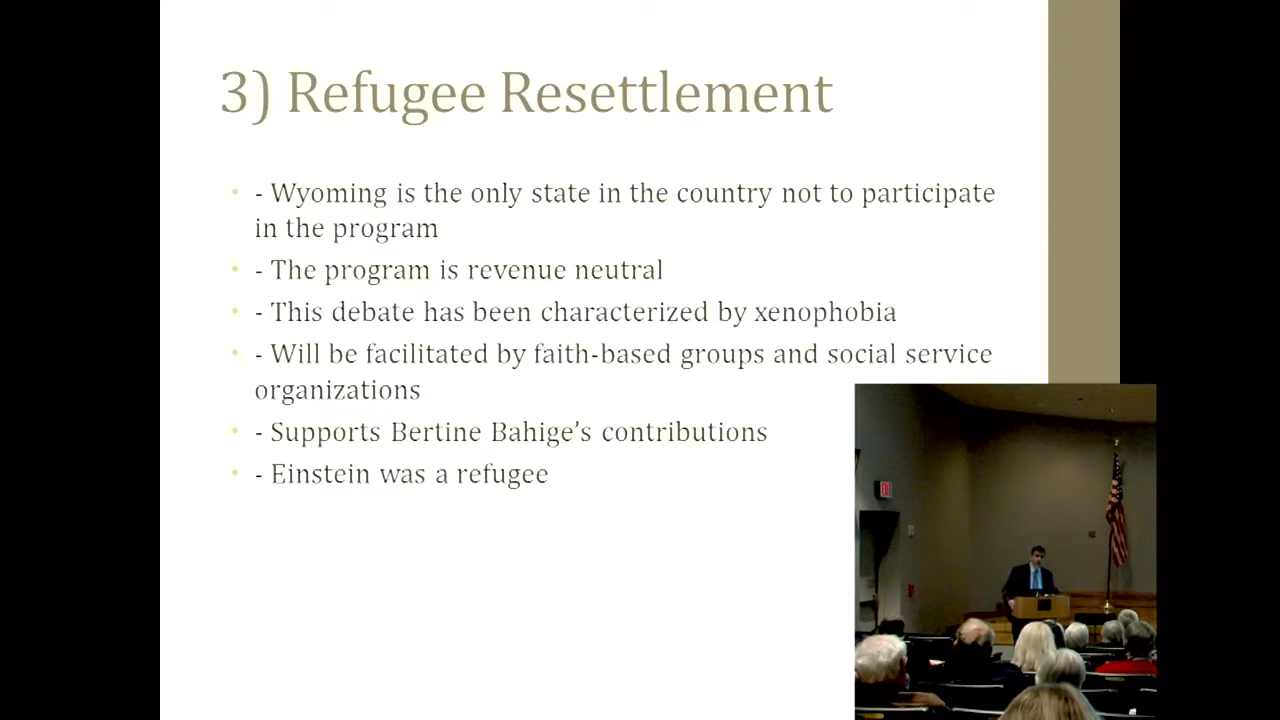 3) Refugee Resettlement
• - Wyoming is the only state in the country not to participate
in the program
• - The program is revenue neutral
• - This debate has been characterized by xenophobia
• - Will be facilitated by faith-based groups and social service
organizations
• - Supports Bertine Bahige's contributions
• - Einstein was a refugee
EXIT